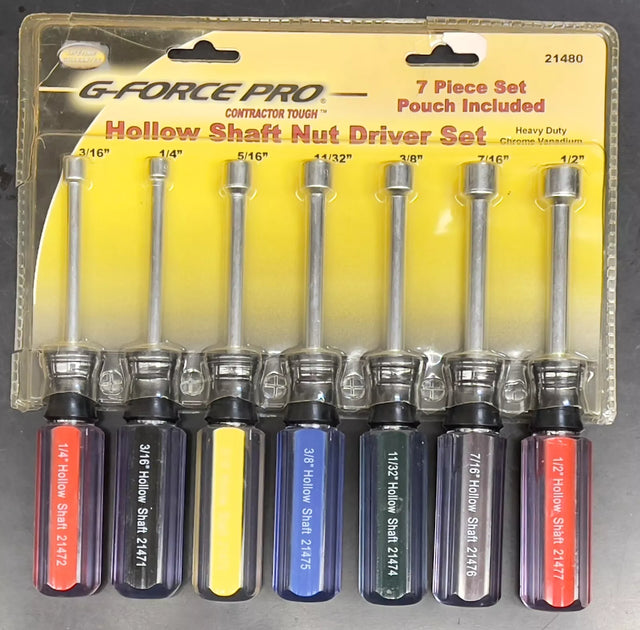 21480
G-FORCE PRO®
CONTRACTOR TOUGH™
7 Piece Set
Pouch Included
Hollow Shaft Nut Driver Set
Heavy Duty
Chrome Vanadium
3/16" 1/4" 5/16" 11/32" 3/8" 7/16" 1/2"
1/4" Hollow Shaft 21472
3/16" Hollow Shaft 21471
3/8" Hollow Shaft 21475
11/32" Hollow Shaft 21474
7/16" Hollow Shaft 21476
1/2" Hollow Shaft 21477